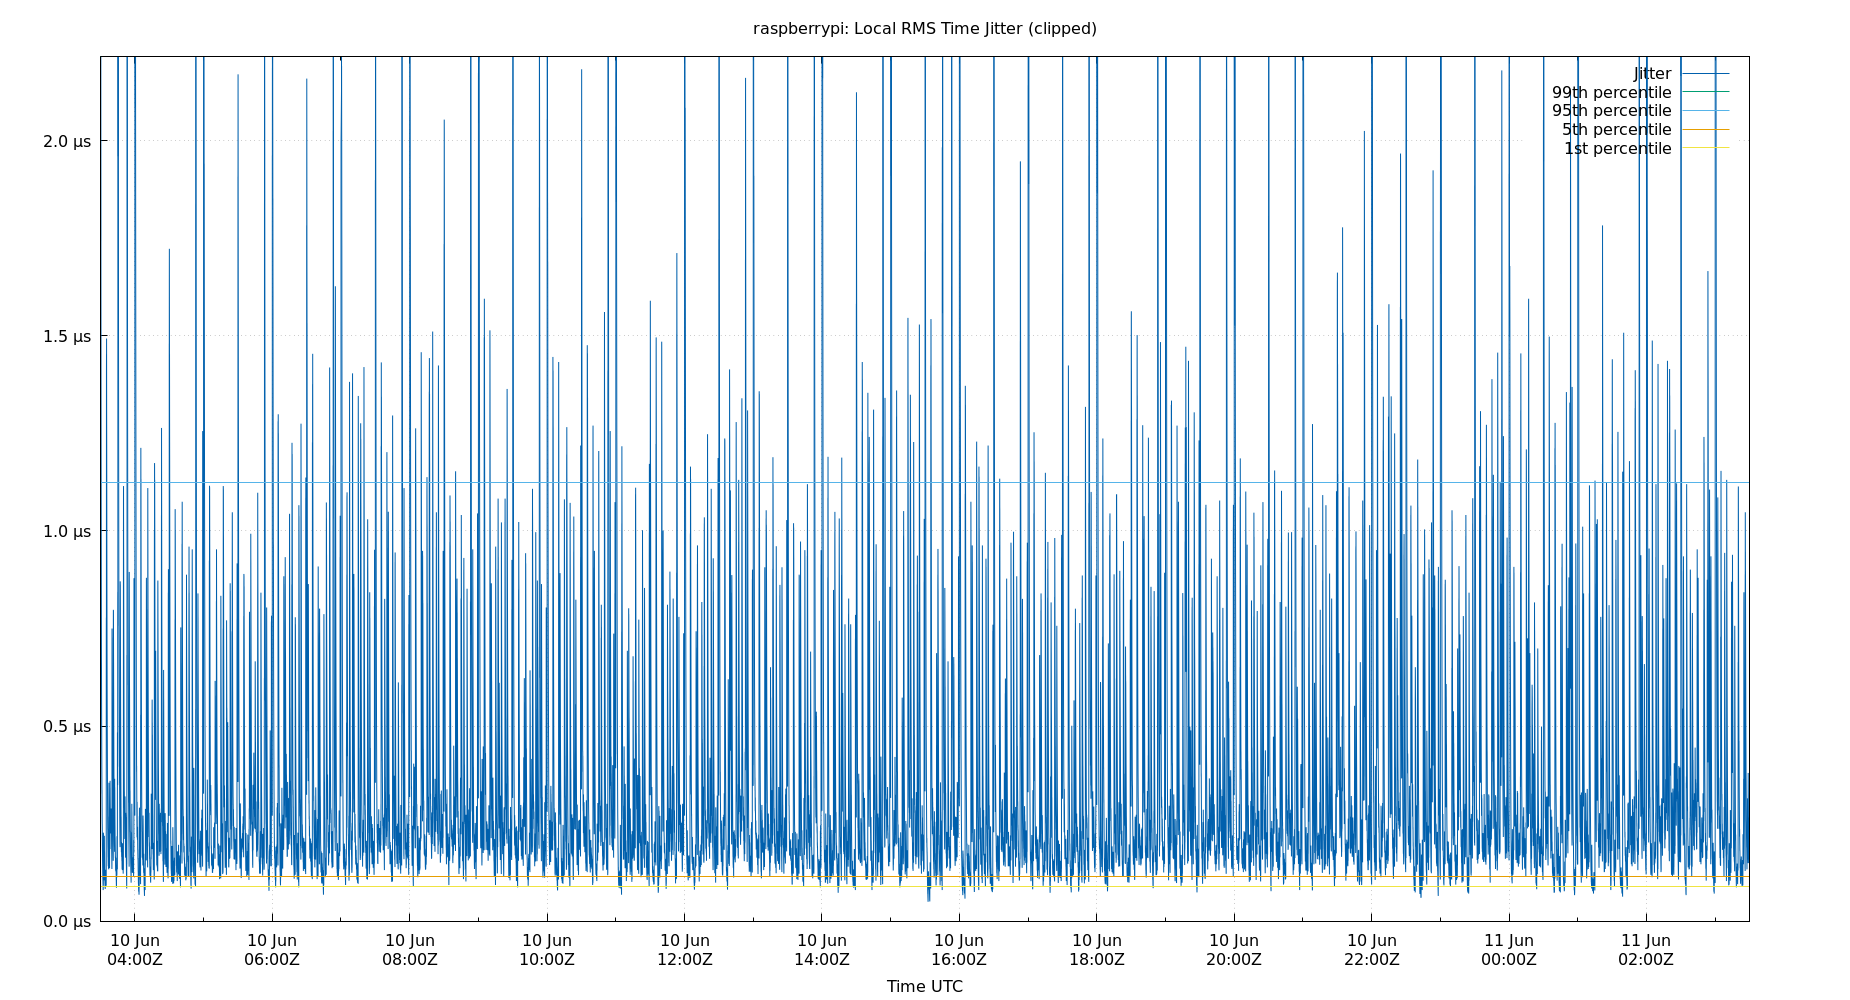 raspberrypi: Local RMS Time Jitter (clipped)
Jitter
99th percentile
95th percentile
5th percentile
1st percentile
2.0 µs
1.5 µs
1.0 µs
0.5 µs
0.0 µs
10 Jun 10 Jun 10 Jun 10 Jun 10 Jun 10 Jun 10 Jun 10 Jun 10 Jun 10 Jun 11 Jun 11 Jun
04:00Z 06:00Z 08:00Z 10:00Z 12:00Z 14:00Z 16:00Z 18:00Z 20:00Z 22:00Z 00:00Z 02:00Z
Time UTC